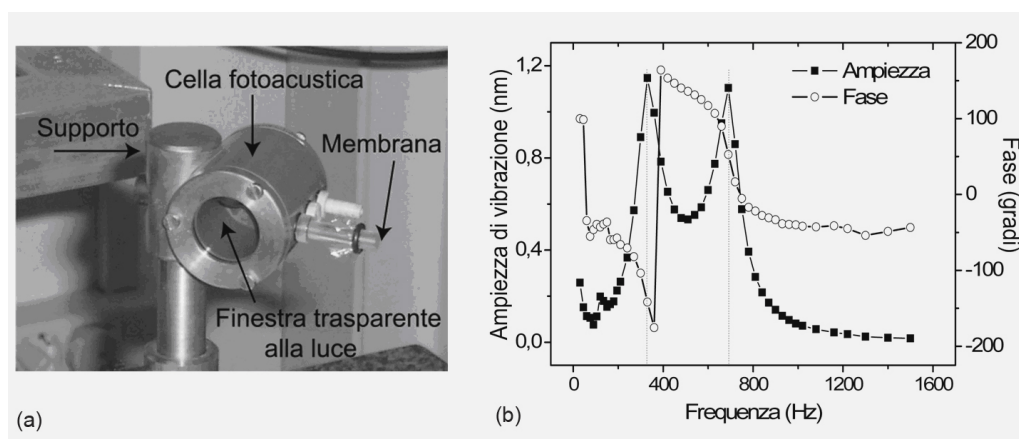 Cella fotoacustica
Supporto
Membrana
Finestra trasparente
alla luce
(a)
Ampiezza di vibrazione (nm)
1,2
0,8
0,4
0,0
Ampiezza
Fase
200
100
0
-100
-200
Fase (gradi)
0
400
800
1200
1600
Frequenza (Hz)
(b)